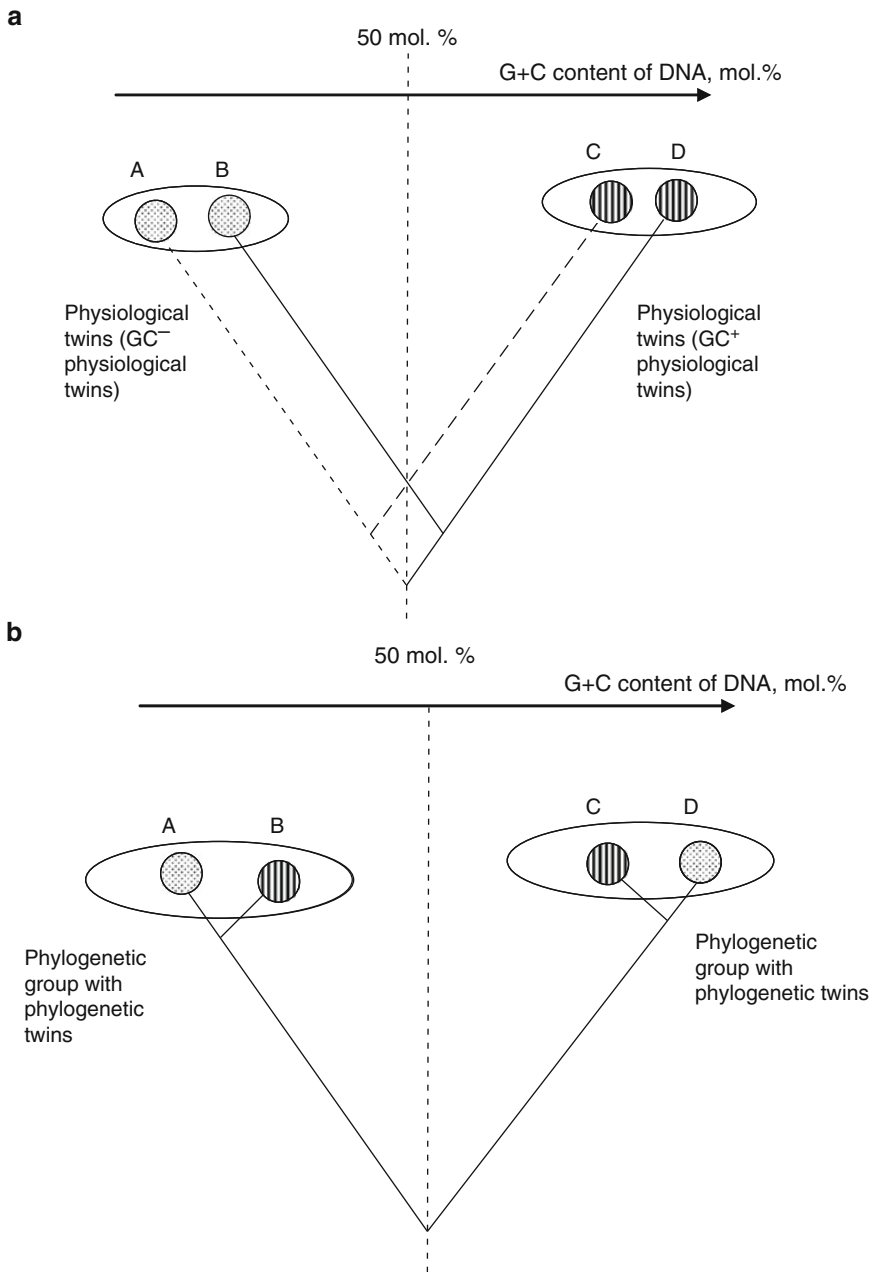 a
50 mol. %
G+C content of DNA, mol.%
A
B
C
D
Physiological
twins (GC⁻
physiological
twins)
Physiological
twins (GC⁺
physiological
twins)
b
50 mol. %
G+C content of DNA, mol.%
A
B
C
D
Phylogenetic
group with
phylogenetic
twins
Phylogenetic
group with
phylogenetic twins